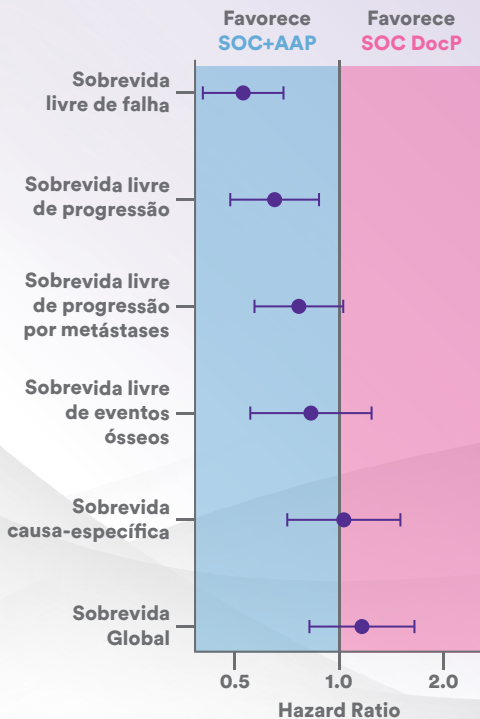 Favorece
SOC+AAP
Favorece
SOC DocP
Sobrevida
livre de falha
Sobrevida livre
de progressão
Sobrevida livre
de progressão
por metástases
Sobrevida livre
de eventos
ósseos
Sobrevida
causa-específica
Sobrevida
Global
0.5
1.0
2.0
Hazard Ratio